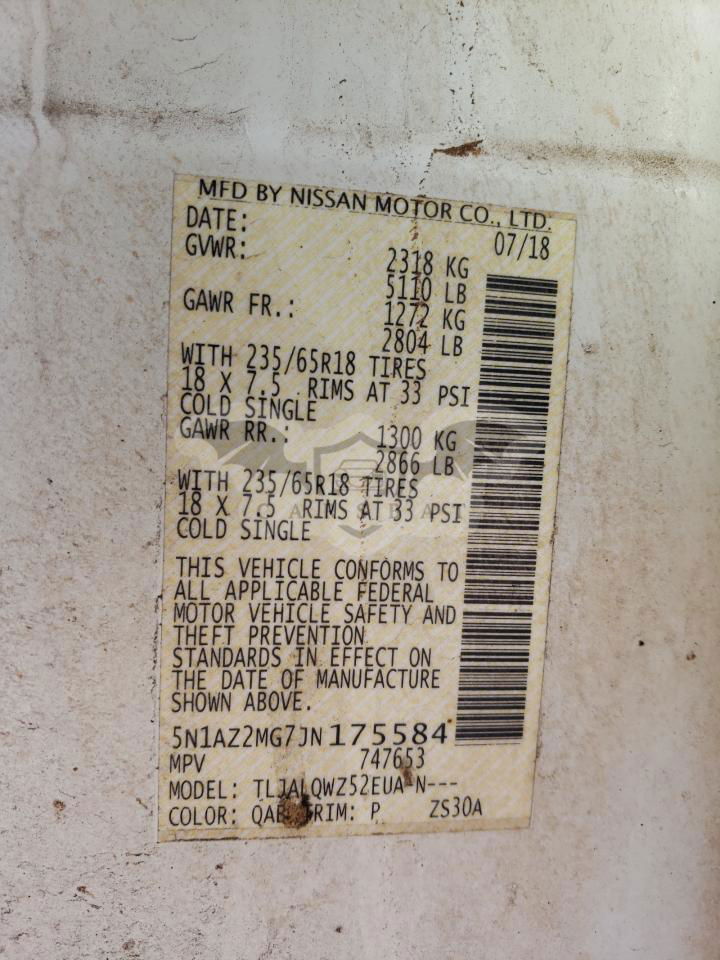 MFD BY NISSAN MOTOR CO., LTD.
DATE: 07/18
GVWR: 2318 KG
5110 LB
GAWR FR.: 1272 KG
2804 LB
WITH 235/65R18 TIRES
18 X 7.5 RIMS AT 33 PSI
COLD SINGLE
GAWR RR.: 1300 KG
2866 LB
WITH 235/65R18 TIRES
18 X 7.5 RIMS AT 33 PSI
COLD SINGLE
THIS VEHICLE CONFORMS TO
ALL APPLICABLE FEDERAL
MOTOR VEHICLE SAFETY AND
THEFT PREVENTION
STANDARDS IN EFFECT ON
THE DATE OF MANUFACTURE
SHOWN ABOVE.
5N1AZ2MG7JN175584
MPV 747653
MODEL: TLJALQWZ52EUA-N---
COLOR: QAB TRIM: P ZS30A